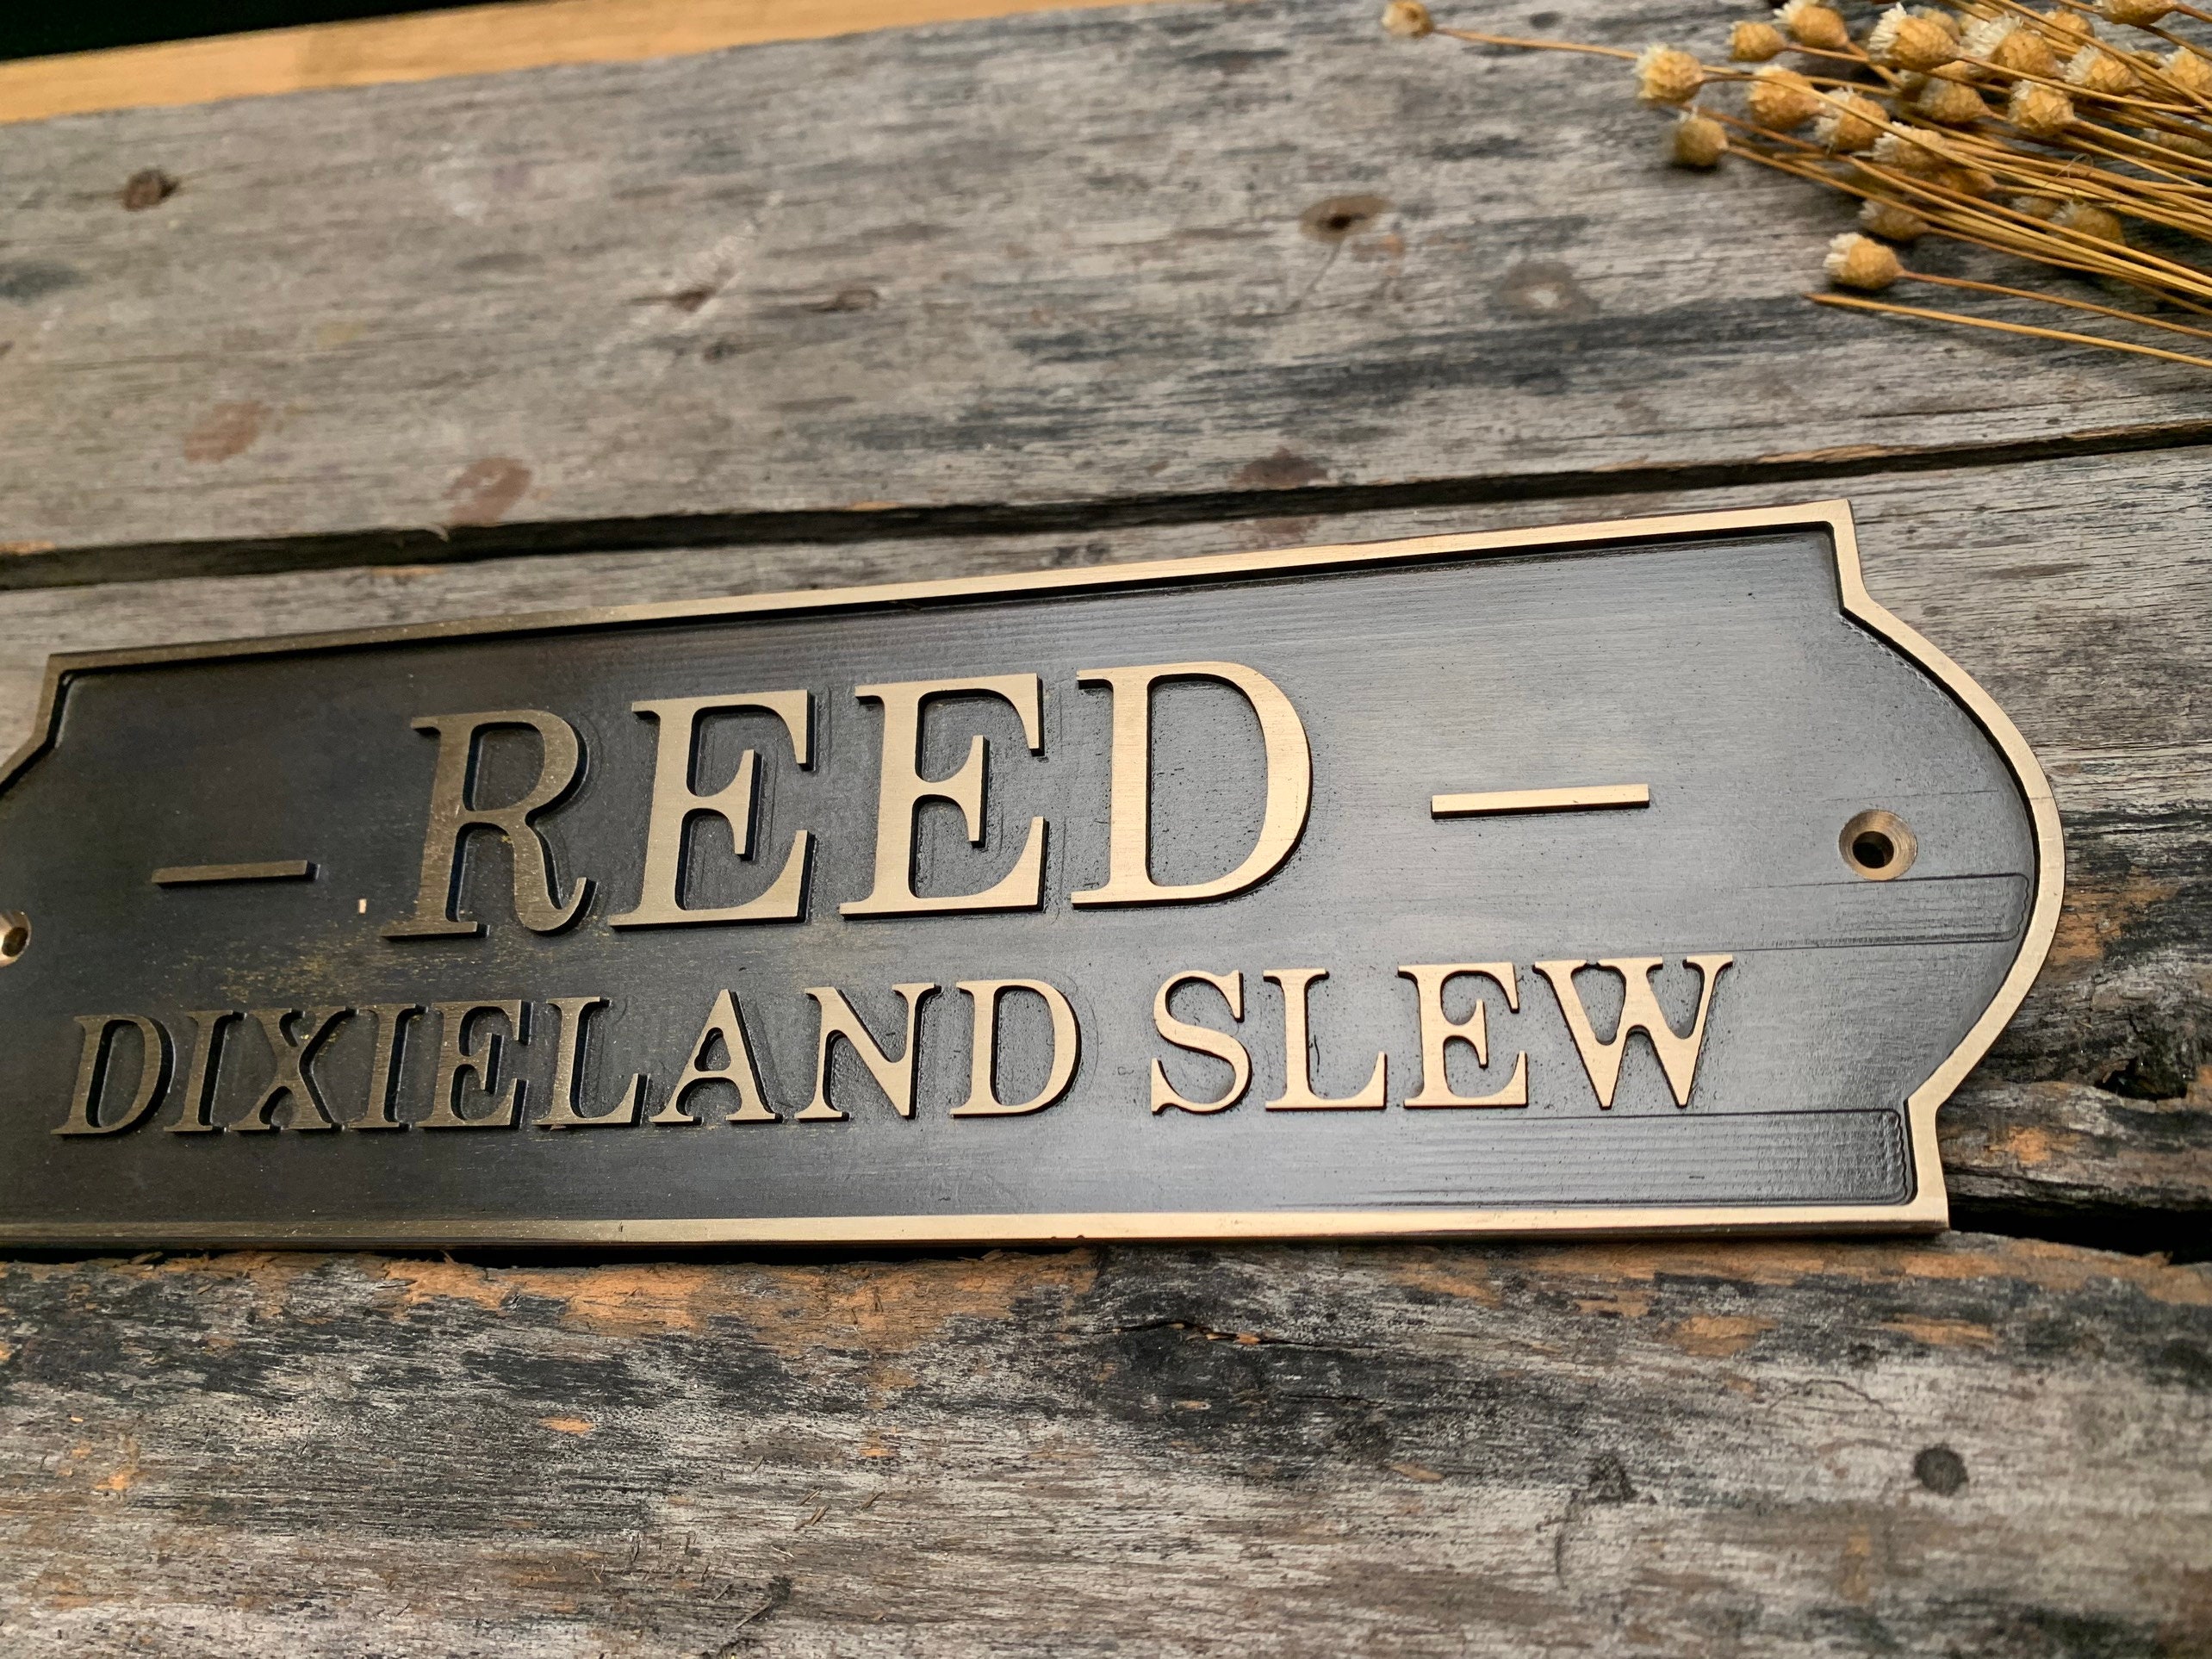 — REED —
DIXIELAND SLEW